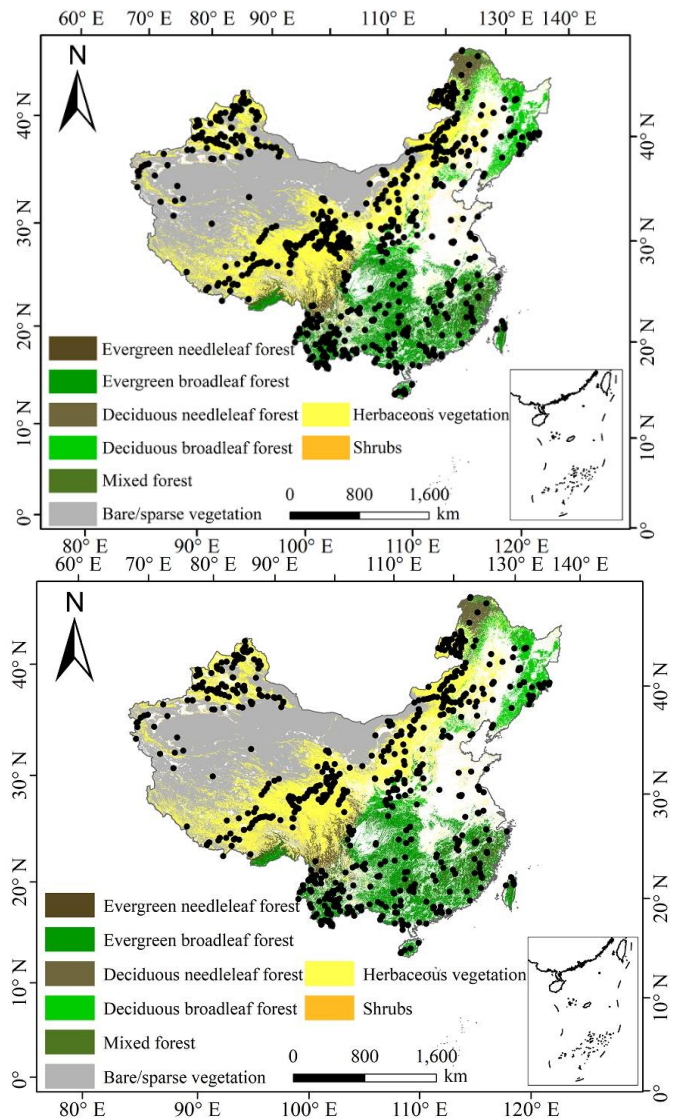 60° E 70° E 80° E 90° E 100° E 110° E 120° E 130° E 140° E
N
40° N 40° N
30° N 30° N
20° N 20° N
10° N 10° N
0° 0°
Evergreen needleleaf forest
Evergreen broadleaf forest
Deciduous needleleaf forest Herbaceous vegetation
Deciduous broadleaf forest Shrubs
Mixed forest
Bare/sparse vegetation
0 800 1,600
km
80° E 90° E 100° E 110° E 120° E
60° E 70° E 80° E 90° E 100° E 110° E 120° E 130° E 140° E
N
40° N 40° N
30° N 30° N
20° N 20° N
10° N 10° N
0° 0°
Evergreen needleleaf forest
Evergreen broadleaf forest
Deciduous needleleaf forest Herbaceous vegetation
Deciduous broadleaf forest Shrubs
Mixed forest
Bare/sparse vegetation
0 800 1,600
km
80° E 90° E 100° E 110° E 120° E